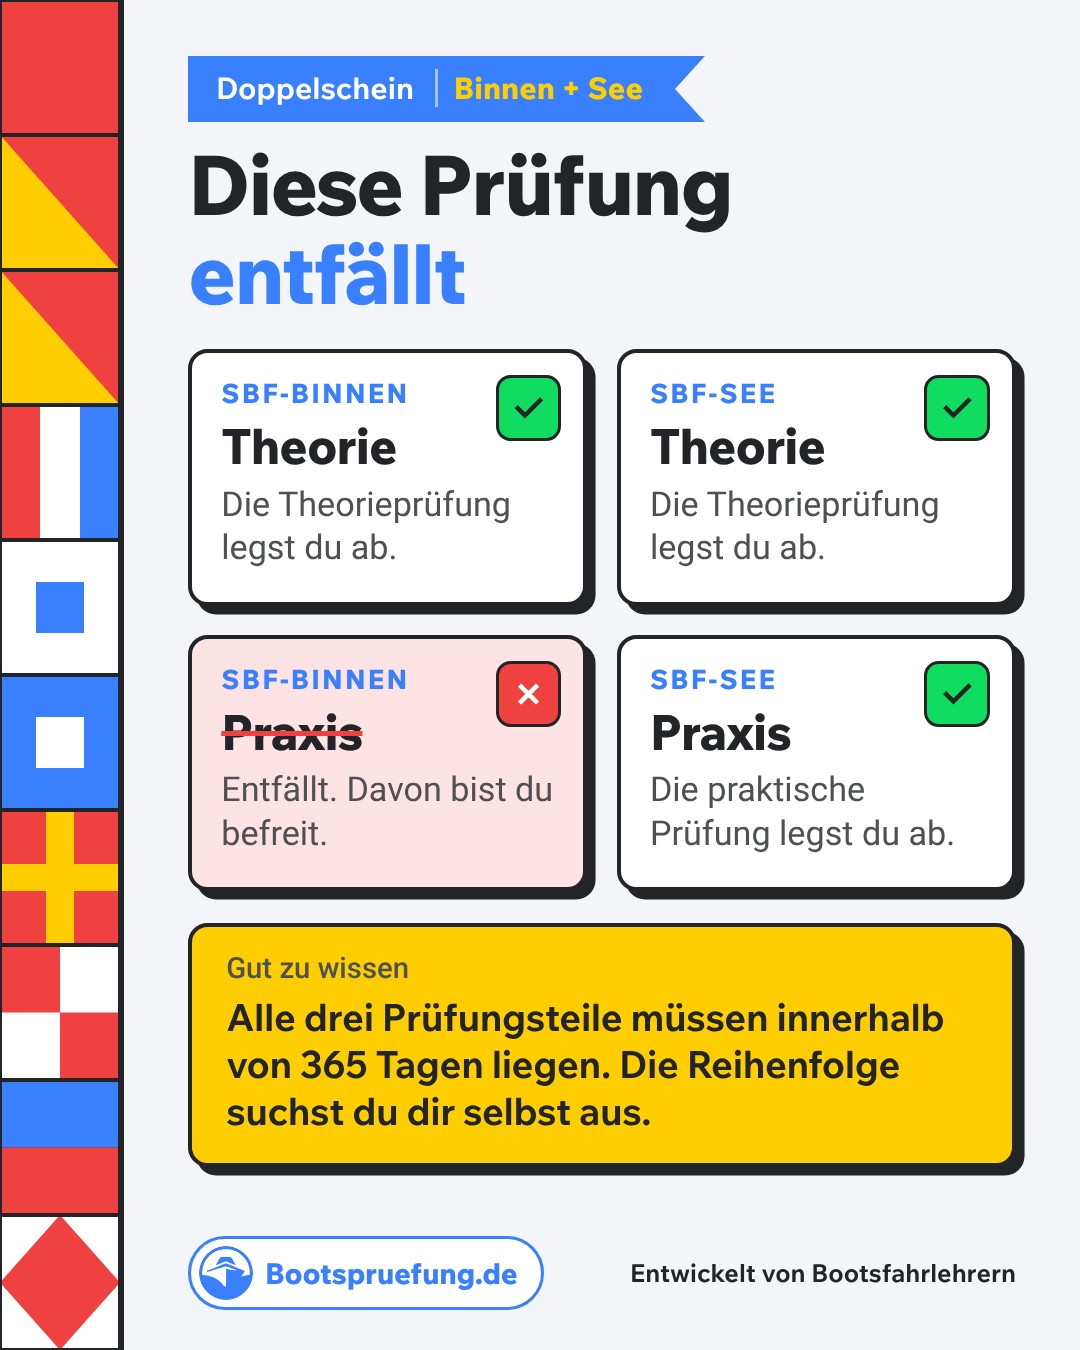 Doppelschein | Binnen + See
Diese Prüfung
entfällt
SBF-BINNEN
Theorie
Die Theorieprüfung
legst du ab.
SBF-SEE
Theorie
Die Theorieprüfung
legst du ab.
SBF-BINNEN
Praxis
Entfällt. Davon bist du
befreit.
SBF-SEE
Praxis
Die praktische
Prüfung legst du ab.
Gut zu wissen
Alle drei Prüfungsteile müssen innerhalb
von 365 Tagen liegen. Die Reihenfolge
suchst du dir selbst aus.
Bootspruefung.de
Entwickelt von Bootsfahrlehrern